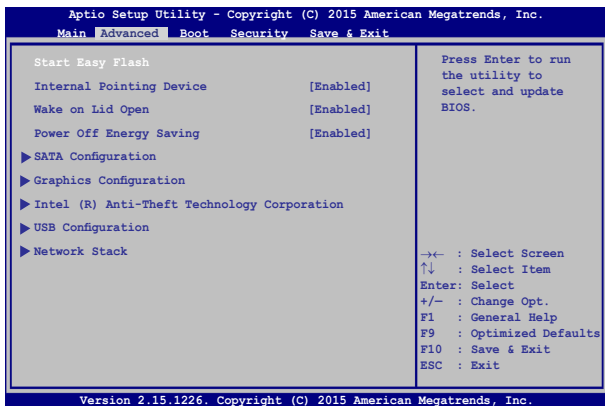 Aptio Setup Utility - Copyright (C) 2015 American Megatrends, Inc.
Main Advanced Boot Security Save & Exit
Start Easy Flash
Internal Pointing Device [Enabled]
Wake on Lid Open [Enabled]
Power Off Energy Saving [Enabled]
SATA Configuration
Graphics Configuration
Intel (R) Anti-Theft Technology Corporation
USB Configuration
Network Stack
Press Enter to run
the utility to
select and update
BIOS.
→← : Select Screen
↑↓ : Select Item
Enter: Select
+/— : Change Opt.
F1 : General Help
F9 : Optimized Defaults
F10 : Save & Exit
ESC : Exit
Version 2.15.1226. Copyright (C) 2015 American Megatrends, Inc.